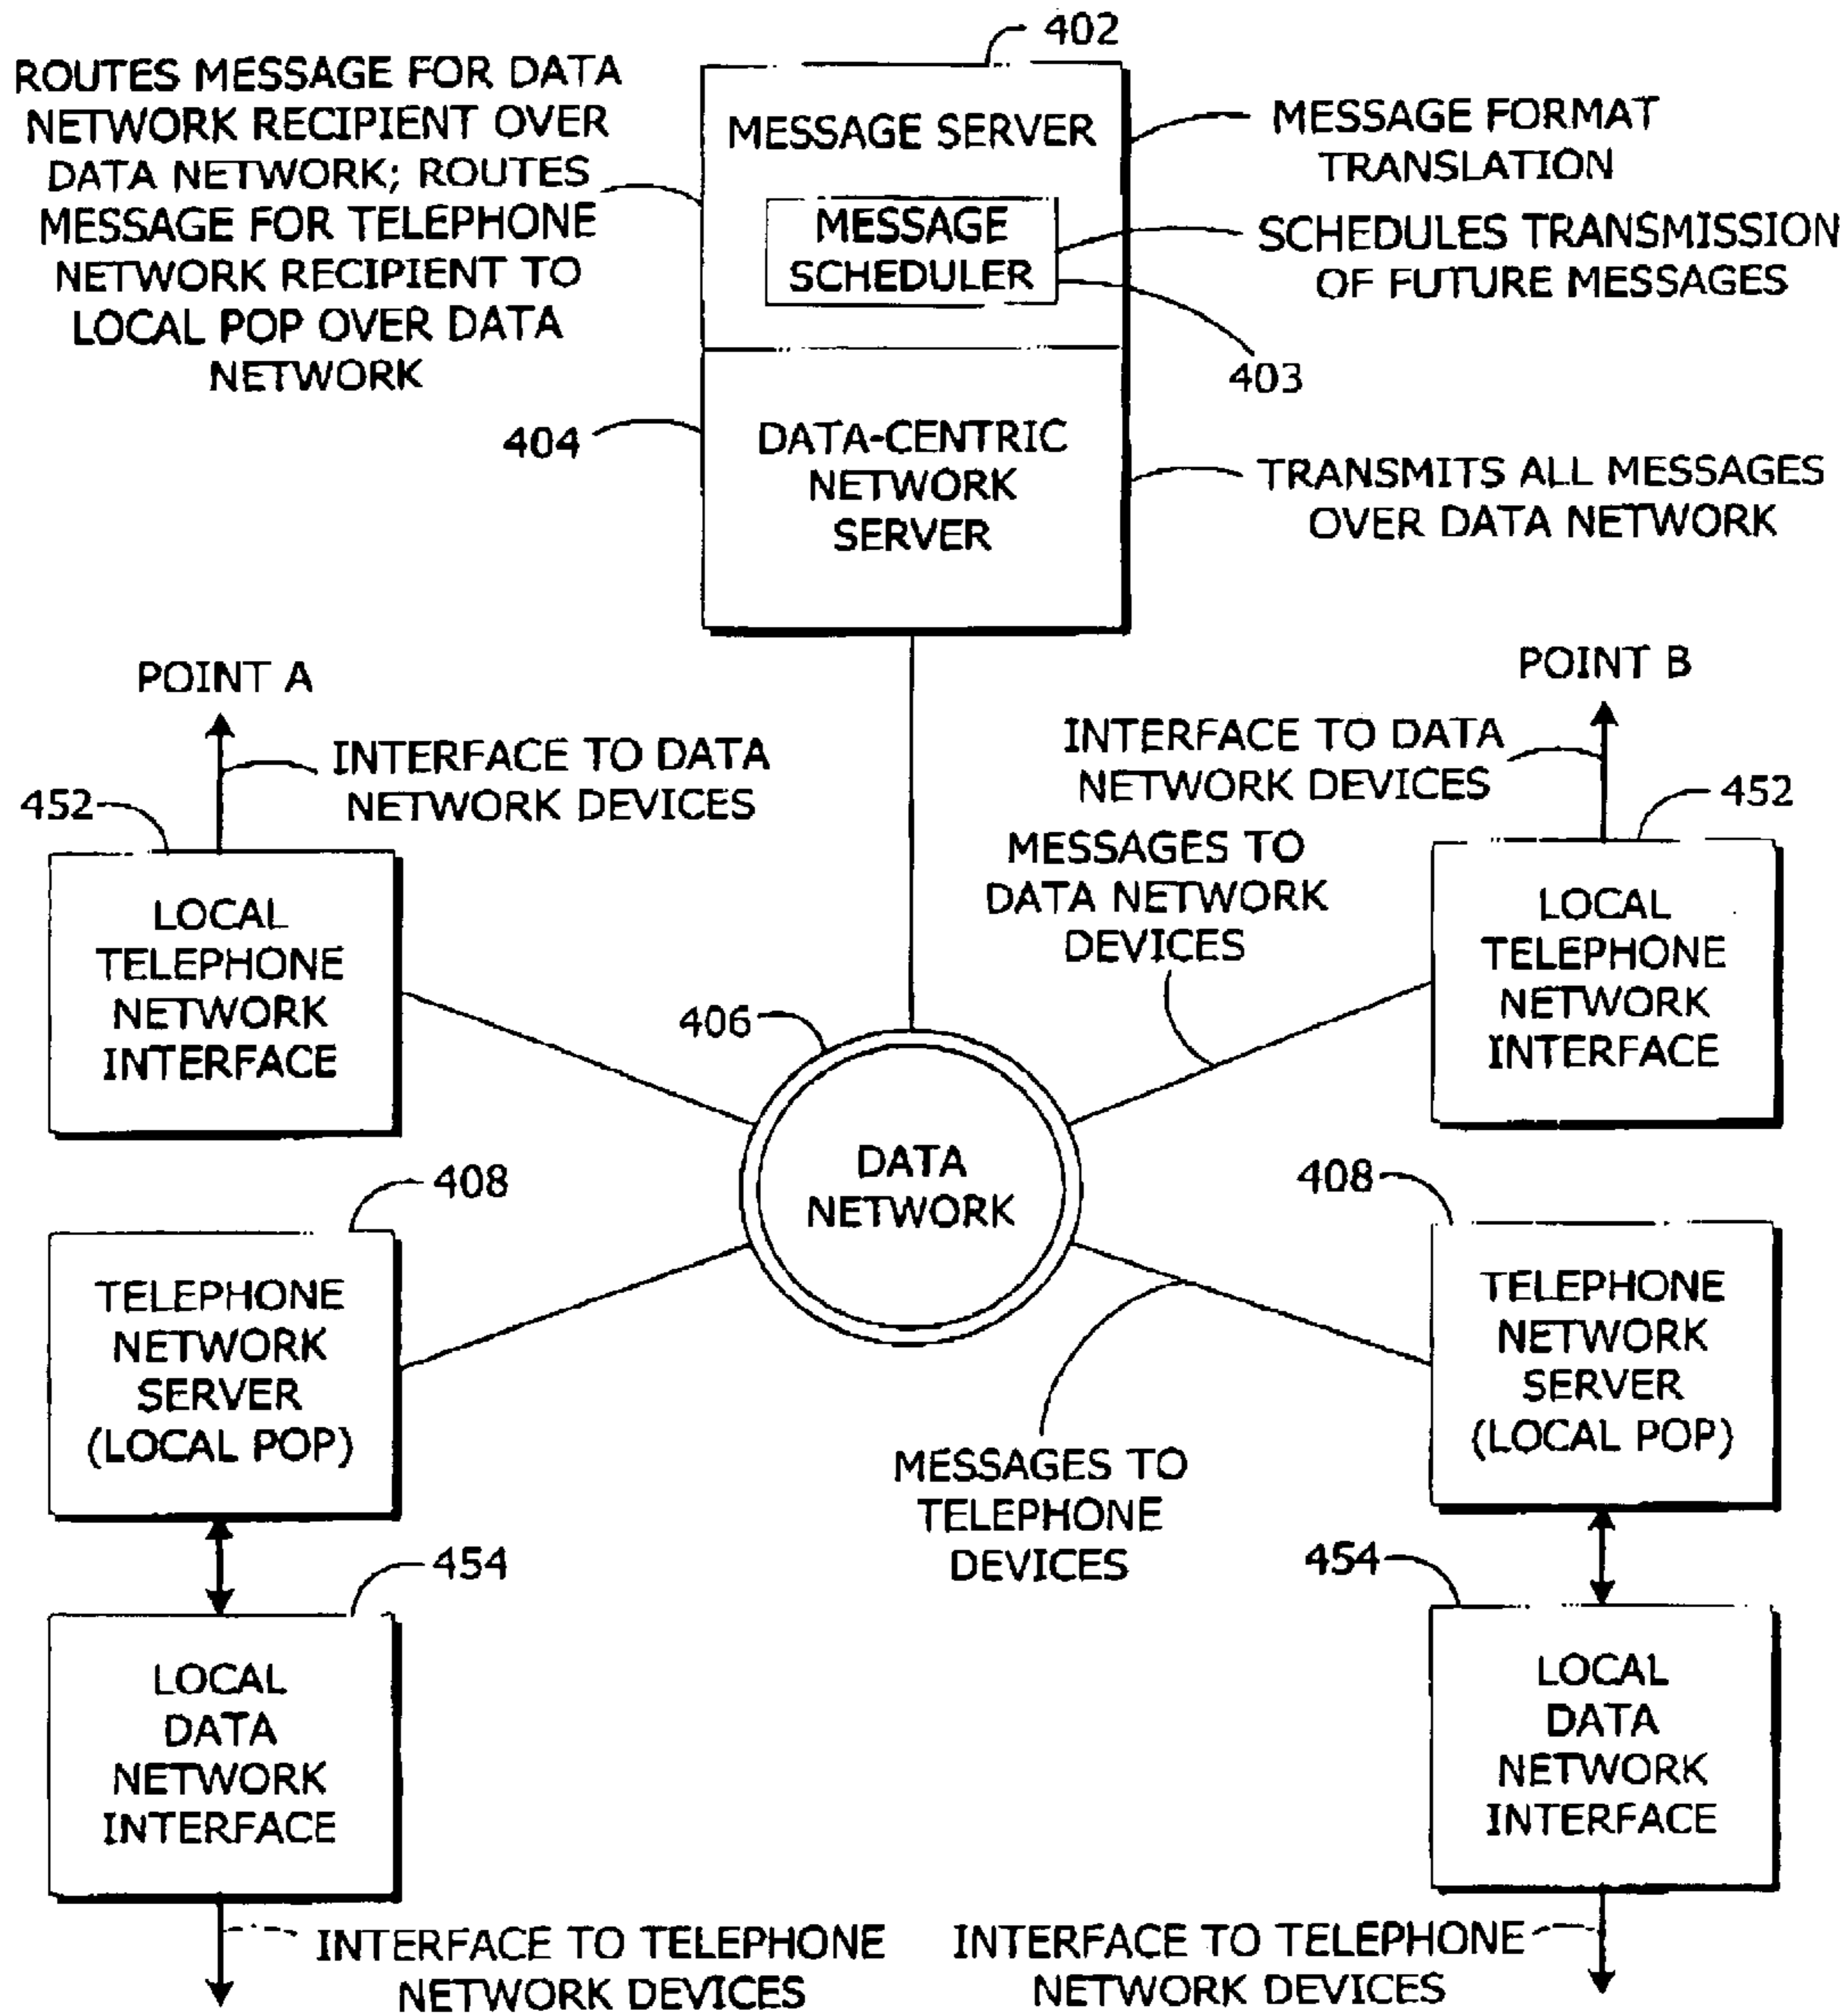 402
ROUTES MESSAGE FOR DATA
NETWORK RECIPIENT OVER
DATA NETWORK; ROUTES
MESSAGE FOR TELEPHONE
NETWORK RECIPIENT TO
LOCAL POP OVER DATA
NETWORK
MESSAGE SERVER
MESSAGE
SCHEDULER
MESSAGE FORMAT
TRANSLATION
SCHEDULES TRANSMISSION
OF FUTURE MESSAGES
403
404
DATA-CENTRIC
NETWORK
SERVER
TRANSMITS ALL MESSAGES
OVER DATA NETWORK
POINT A
INTERFACE TO DATA
NETWORK DEVICES
452
LOCAL
TELEPHONE
NETWORK
INTERFACE
POINT B
INTERFACE TO DATA
NETWORK DEVICES
452
MESSAGES TO
DATA NETWORK
DEVICES
LOCAL
TELEPHONE
NETWORK
INTERFACE
406
DATA
NETWORK
408
TELEPHONE
NETWORK
SERVER
(LOCAL POP)
408
TELEPHONE
NETWORK
SERVER
(LOCAL POP)
MESSAGES TO
TELEPHONE
DEVICES
454
LOCAL
DATA
NETWORK
INTERFACE
454
LOCAL
DATA
NETWORK
INTERFACE
INTERFACE TO TELEPHONE
NETWORK DEVICES
INTERFACE TO TELEPHONE
NETWORK DEVICES